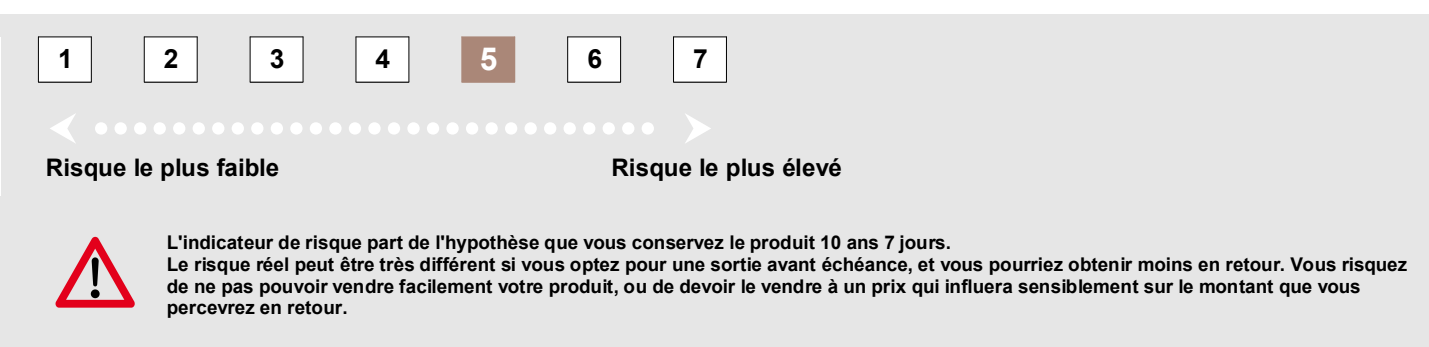 1 2 3 4 5 6 7
Risque le plus faible Risque le plus élevé
L'indicateur de risque part de l'hypothèse que vous conservez le produit 10 ans 7 jours.
Le risque réel peut être très différent si vous optez pour une sortie avant échéance, et vous pourriez obtenir moins en retour. Vous risquez
de ne pas pouvoir vendre facilement votre produit, ou de devoir le vendre à un prix qui influera sensiblement sur le montant que vous
percevrez en retour.